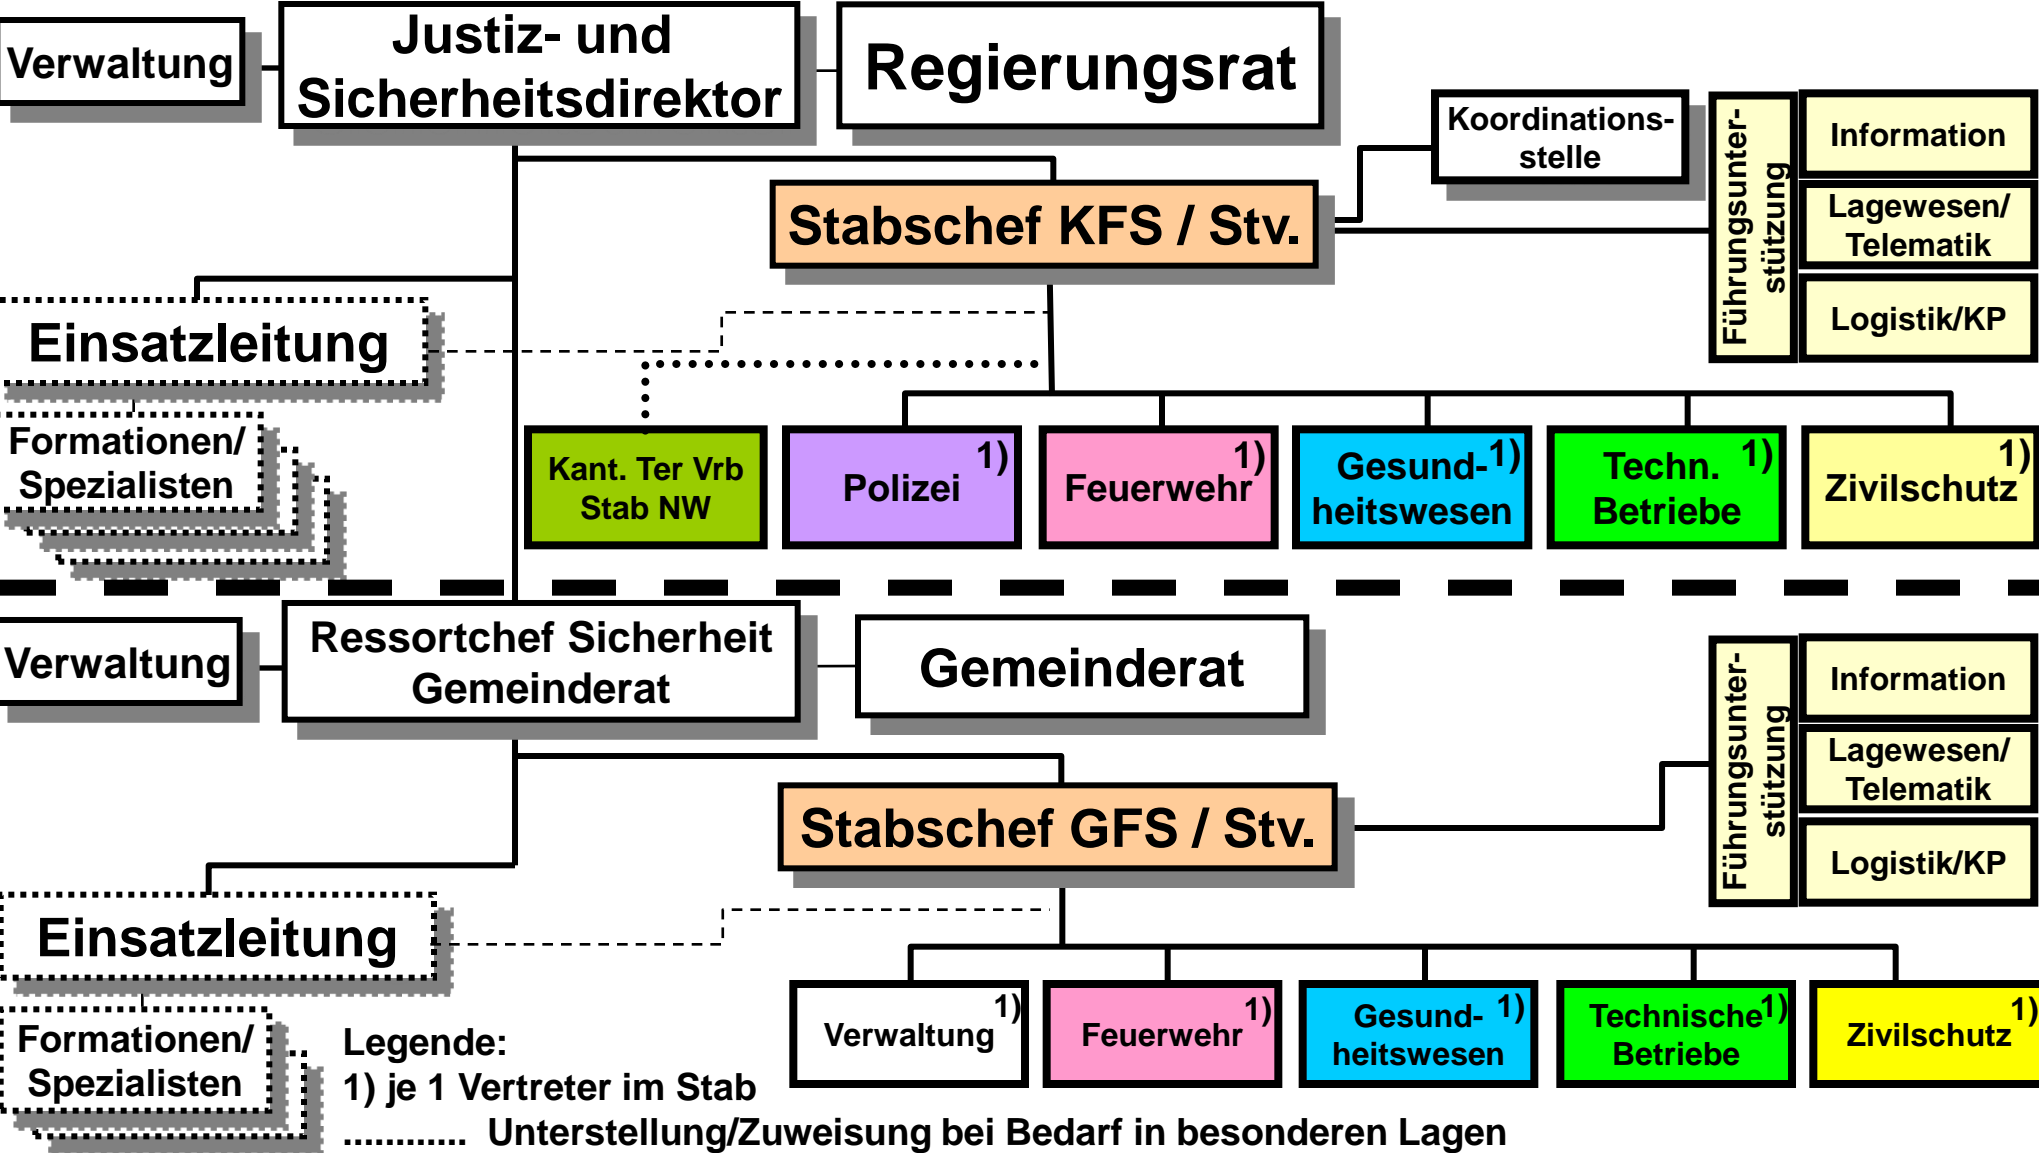 Verwaltung
Justiz- und
Sicherheitsdirektor
Regierungsrat
Koordinations-
stelle
Führungsunter-
stützung
Information
Lagewesen/
Telematik
Logistik/KP
Stabschef KFS / Stv.
Einsatzleitung
Formationen/
Spezialisten
Kant. Ter Vrb
Stab NW
Polizei 1)
Feuerwehr 1)
Gesund- 1)
heitswesen
Techn. 1)
Betriebe
Zivilschutz 1)
Verwaltung
Ressortchef Sicherheit
Gemeinderat
Gemeinderat
Führungsunter-
stützung
Information
Lagewesen/
Telematik
Logistik/KP
Stabschef GFS / Stv.
Einsatzleitung
Formationen/
Spezialisten
Verwaltung 1)
Feuerwehr 1)
Gesund- 1)
heitswesen
Technische 1)
Betriebe
Zivilschutz 1)
Legende:
1) je 1 Vertreter im Stab
............ Unterstellung/Zuweisung bei Bedarf in besonderen Lagen